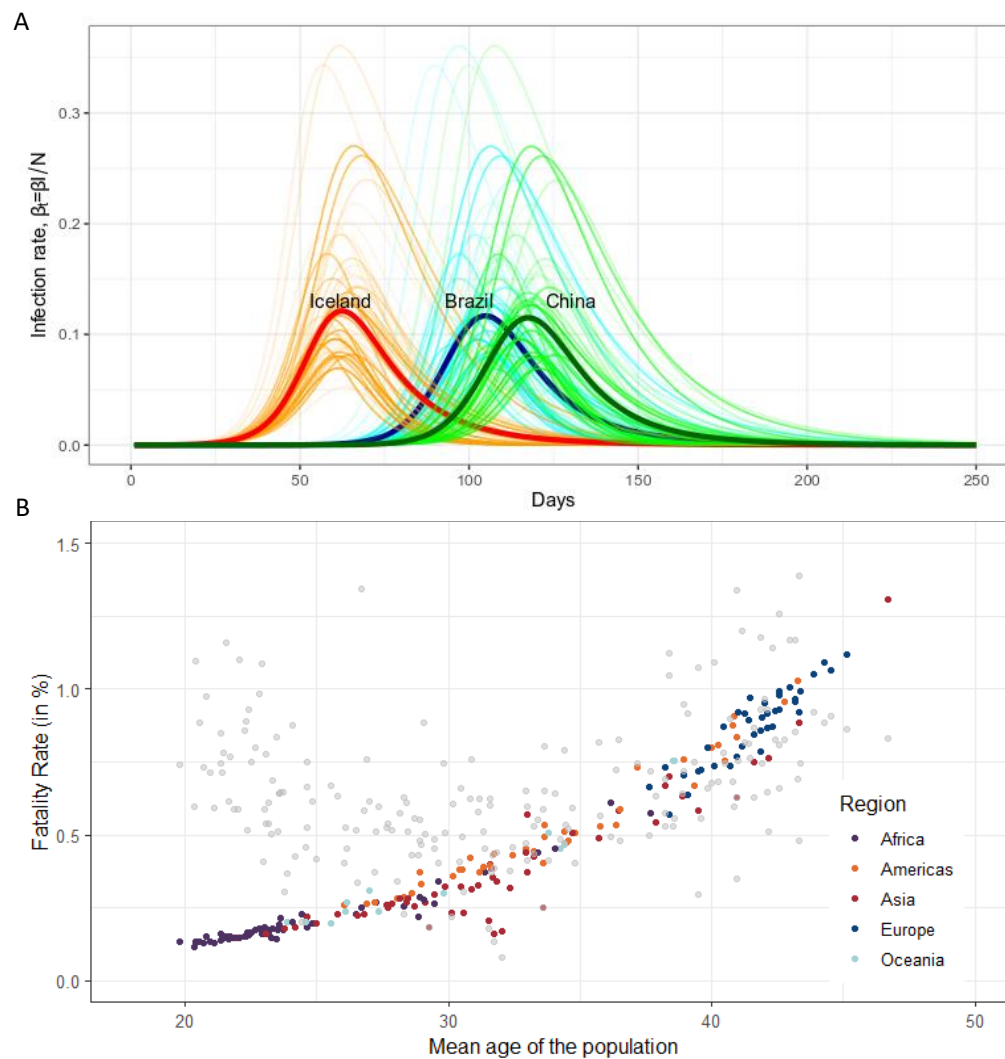 A
Infection rate, βt=βI/N
0.3
0.2
0.1
0.0
Iceland
Brazil
China
0
50
100
150
200
250
Days
B
Fatality Rate (in %)
1.5
1.0
0.5
0.0
Region
Africa
Americas
Asia
Europe
Oceania
20
30
40
50
Mean age of the population